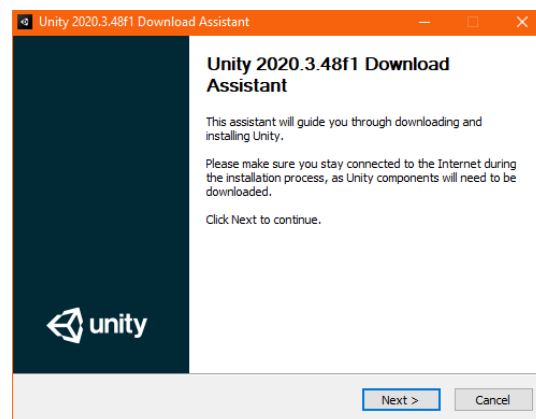 Unity 2020.3.48f1 Download Assistant
Unity 2020.3.48f1 Download
Assistant
This assistant will guide you through downloading and
installing Unity.
Please make sure you stay connected to the Internet during
the installation process, as Unity components will need to be
downloaded.
Click Next to continue.
unity
Next >
Cancel